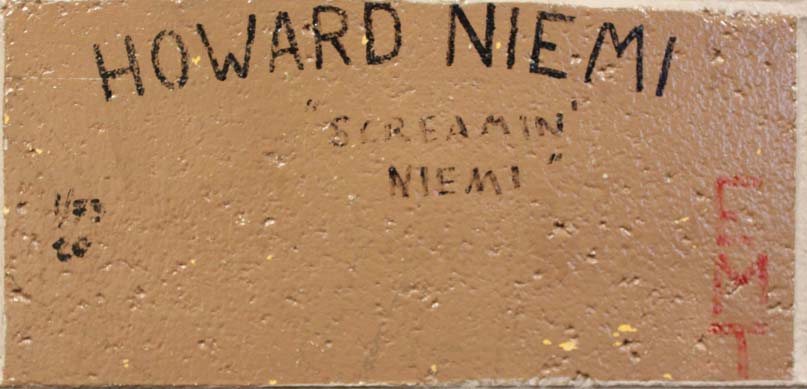 HOWARD NIEMI
"SCREAMIN'
NIEMI"
EMT